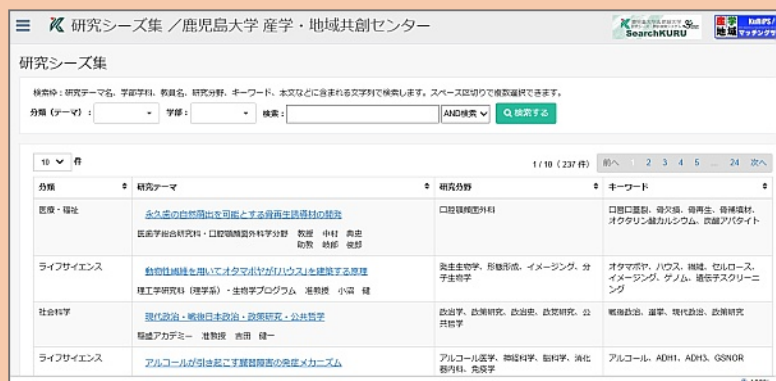 研究シーズ集 ／鹿児島大学 産学・地域共創センター
SearchKURU
産学
地域
マッチング
研究シーズ集
検索枠：研究テーマ名、学部学科、教員名、研究分野、キーワード、本文などに含まれる文字列で検索します。スペース区切りで複数選択できます。
分類（テーマ）： 学部： 検索： AND検索 検索する
10 件
1 / 10 ( 237 件) 前へ 1 2 3 4 5 ... 24 次へ
分類 研究テーマ 研究分野 キーワード
医療・福祉 永久歯の自然萌出を可能とする骨再生誘導材の開発 口腔顎顔面外科 口唇口蓋裂、骨欠損、骨再生、骨補填材、
オクタリン酸カルシウム、炭酸アパタイト
医歯学総合研究科・口腔顎顔面外科学分野 教授 中村 典史
助教 岐部 俊郎
ライフサイエンス 動物性繊維を用いてオタマボヤが「ハウス」を建築する原理 発生生物学、形態形成、イメージング、分
子生物学 オタマボヤ、ハウス、繊維、セルロース、
イメージング、ゲノム、遺伝子スクリーニ
ング
理工学研究科（理学系）・生物学プログラム 准教授 小沼 健
社会科学 現代政治・戦後日本政治・政策研究・公共哲学 政治学、政策研究、政治史、政党研究、公
共哲学 戦後政治、選挙、現代政治、政策研究
稲盛アカデミー 准教授 吉田 健一
ライフサイエンス アルコールが引き起こす臓器障害の発症メカニズム アルコール医学、神経科学、脳科学、消化
器内科、免疫学 アルコール、ADH1、ADH3、GSNOR